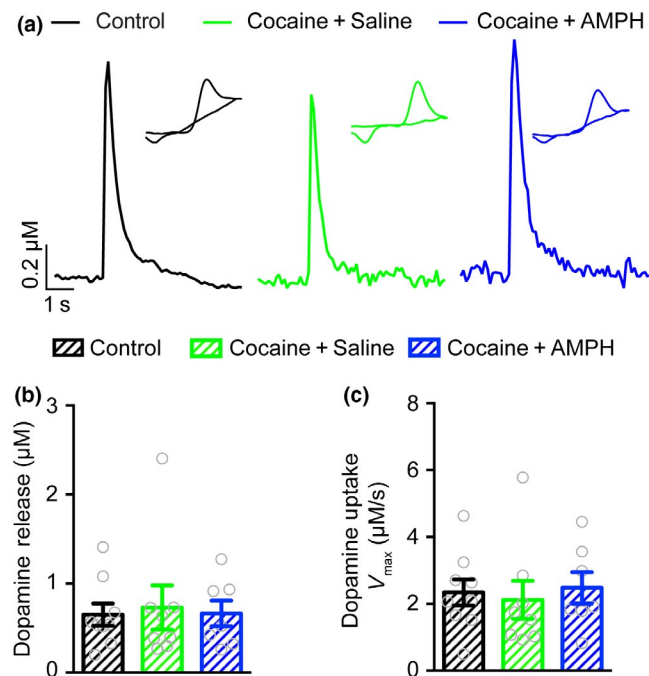 (a) Control Cocaine + Saline Cocaine + AMPH
0.2 µM
1 s
Control Cocaine + Saline Cocaine + AMPH
(b)
Dopamine release (µM)
3
2
1
0
(c)
Dopamine uptake
Vmax (µM/s)
8
6
4
2
0